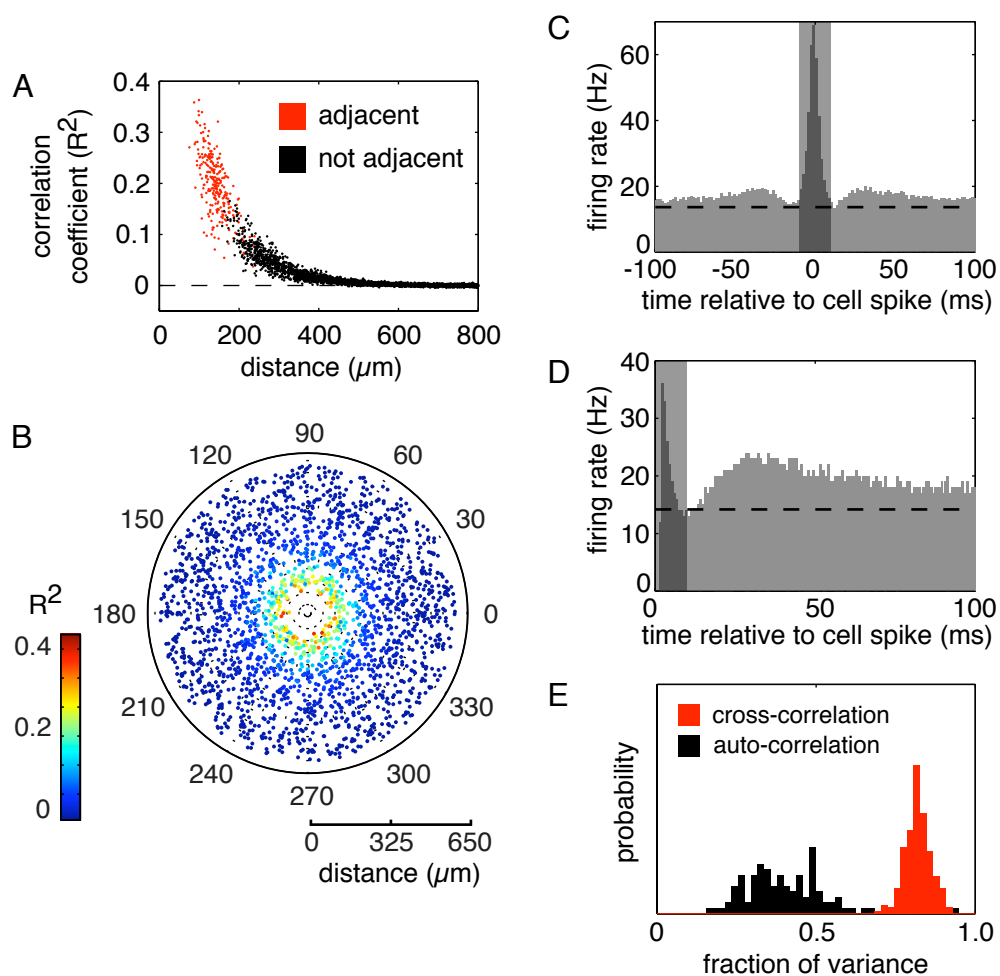 A
correlation
coefficient (R²)
0.4
0.3
0.2
0.1
0
adjacent
not adjacent
0 200 400 600 800
distance (µm)
B
90
120 60
150 30
180 0
210 330
240 300
270
R²
0.4
0.2
0
0 325 650
distance (µm)
C
firing rate (Hz)
60
40
20
0
-100 -50 0 50 100
time relative to cell spike (ms)
D
firing rate (Hz)
40
30
20
10
0
0 50 100
time relative to cell spike (ms)
E
probability
cross-correlation
auto-correlation
0 0.5 1.0
fraction of variance